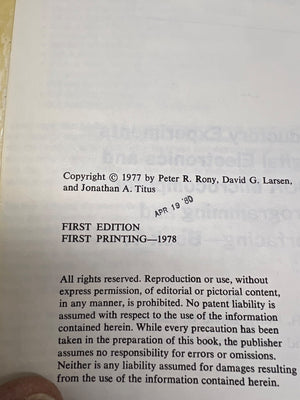 Copyright © 1977 by Peter R. Rony, David G. Larsen,
and Jonathan A. Titus
APR 19 '80
FIRST EDITION
FIRST PRINTING—1978
All rights reserved. Reproduction or use, without
express permission, of editorial or pictorial content,
in any manner, is prohibited. No patent liability is
assumed with respect to the use of the information
contained herein. While every precaution has been
taken in the preparation of this book, the publisher
assumes no responsibility for errors or omissions.
Neither is any liability assumed for damages resulting
from the use of the information contained herein.